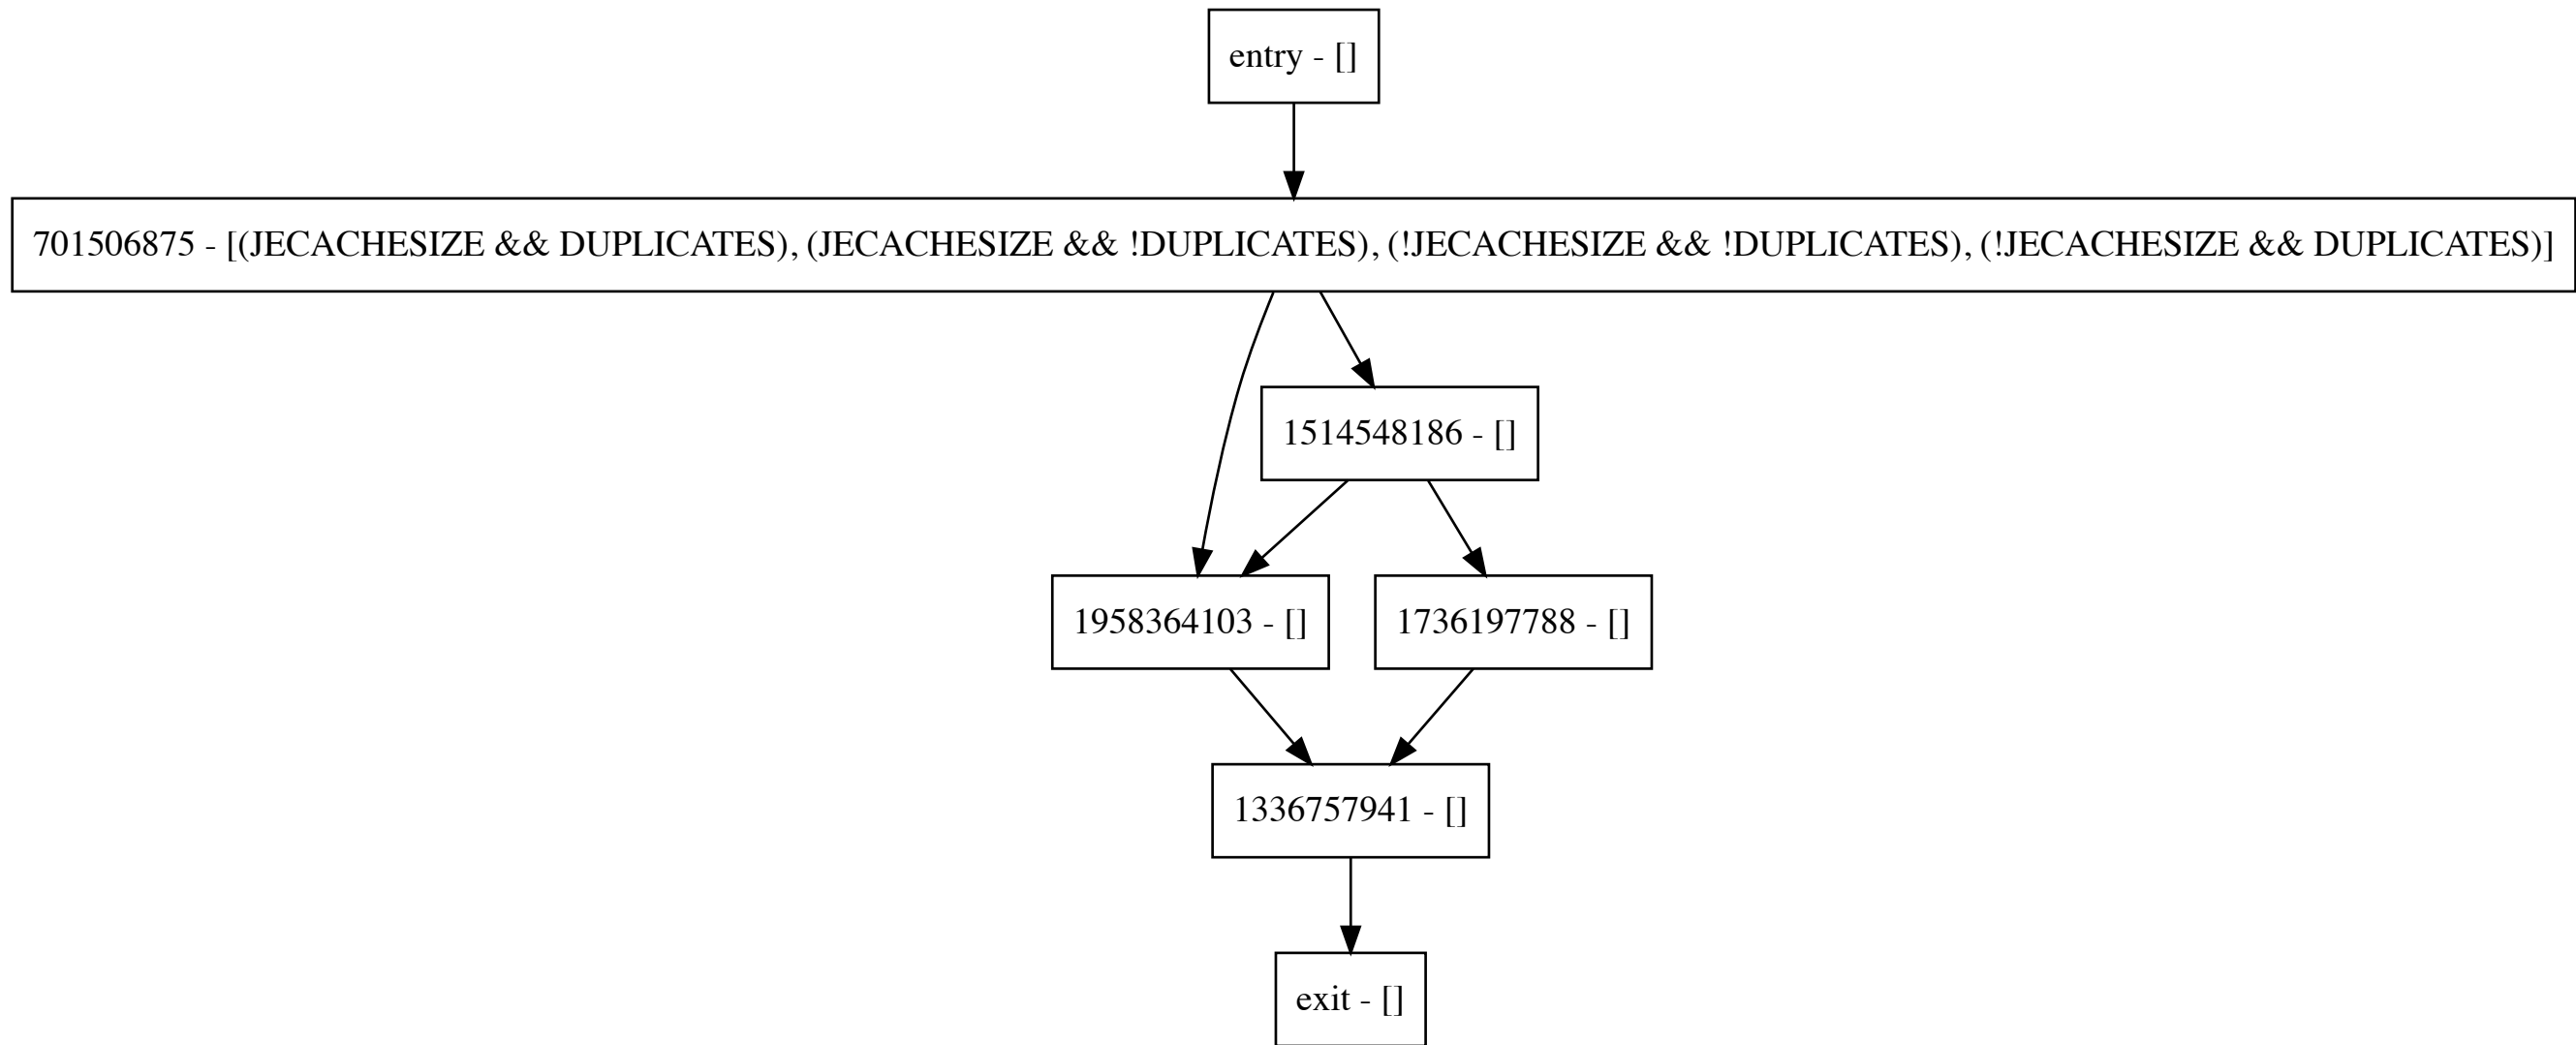 entry - []
701506875 - [(JECACHESIZE && DUPLICATES), (JECACHESIZE && !DUPLICATES), (!JECACHESIZE && !DUPLICATES), (!JECACHESIZE && DUPLICATES)]
1514548186 - []
1958364103 - []
1736197788 - []
1336757941 - []
exit - []